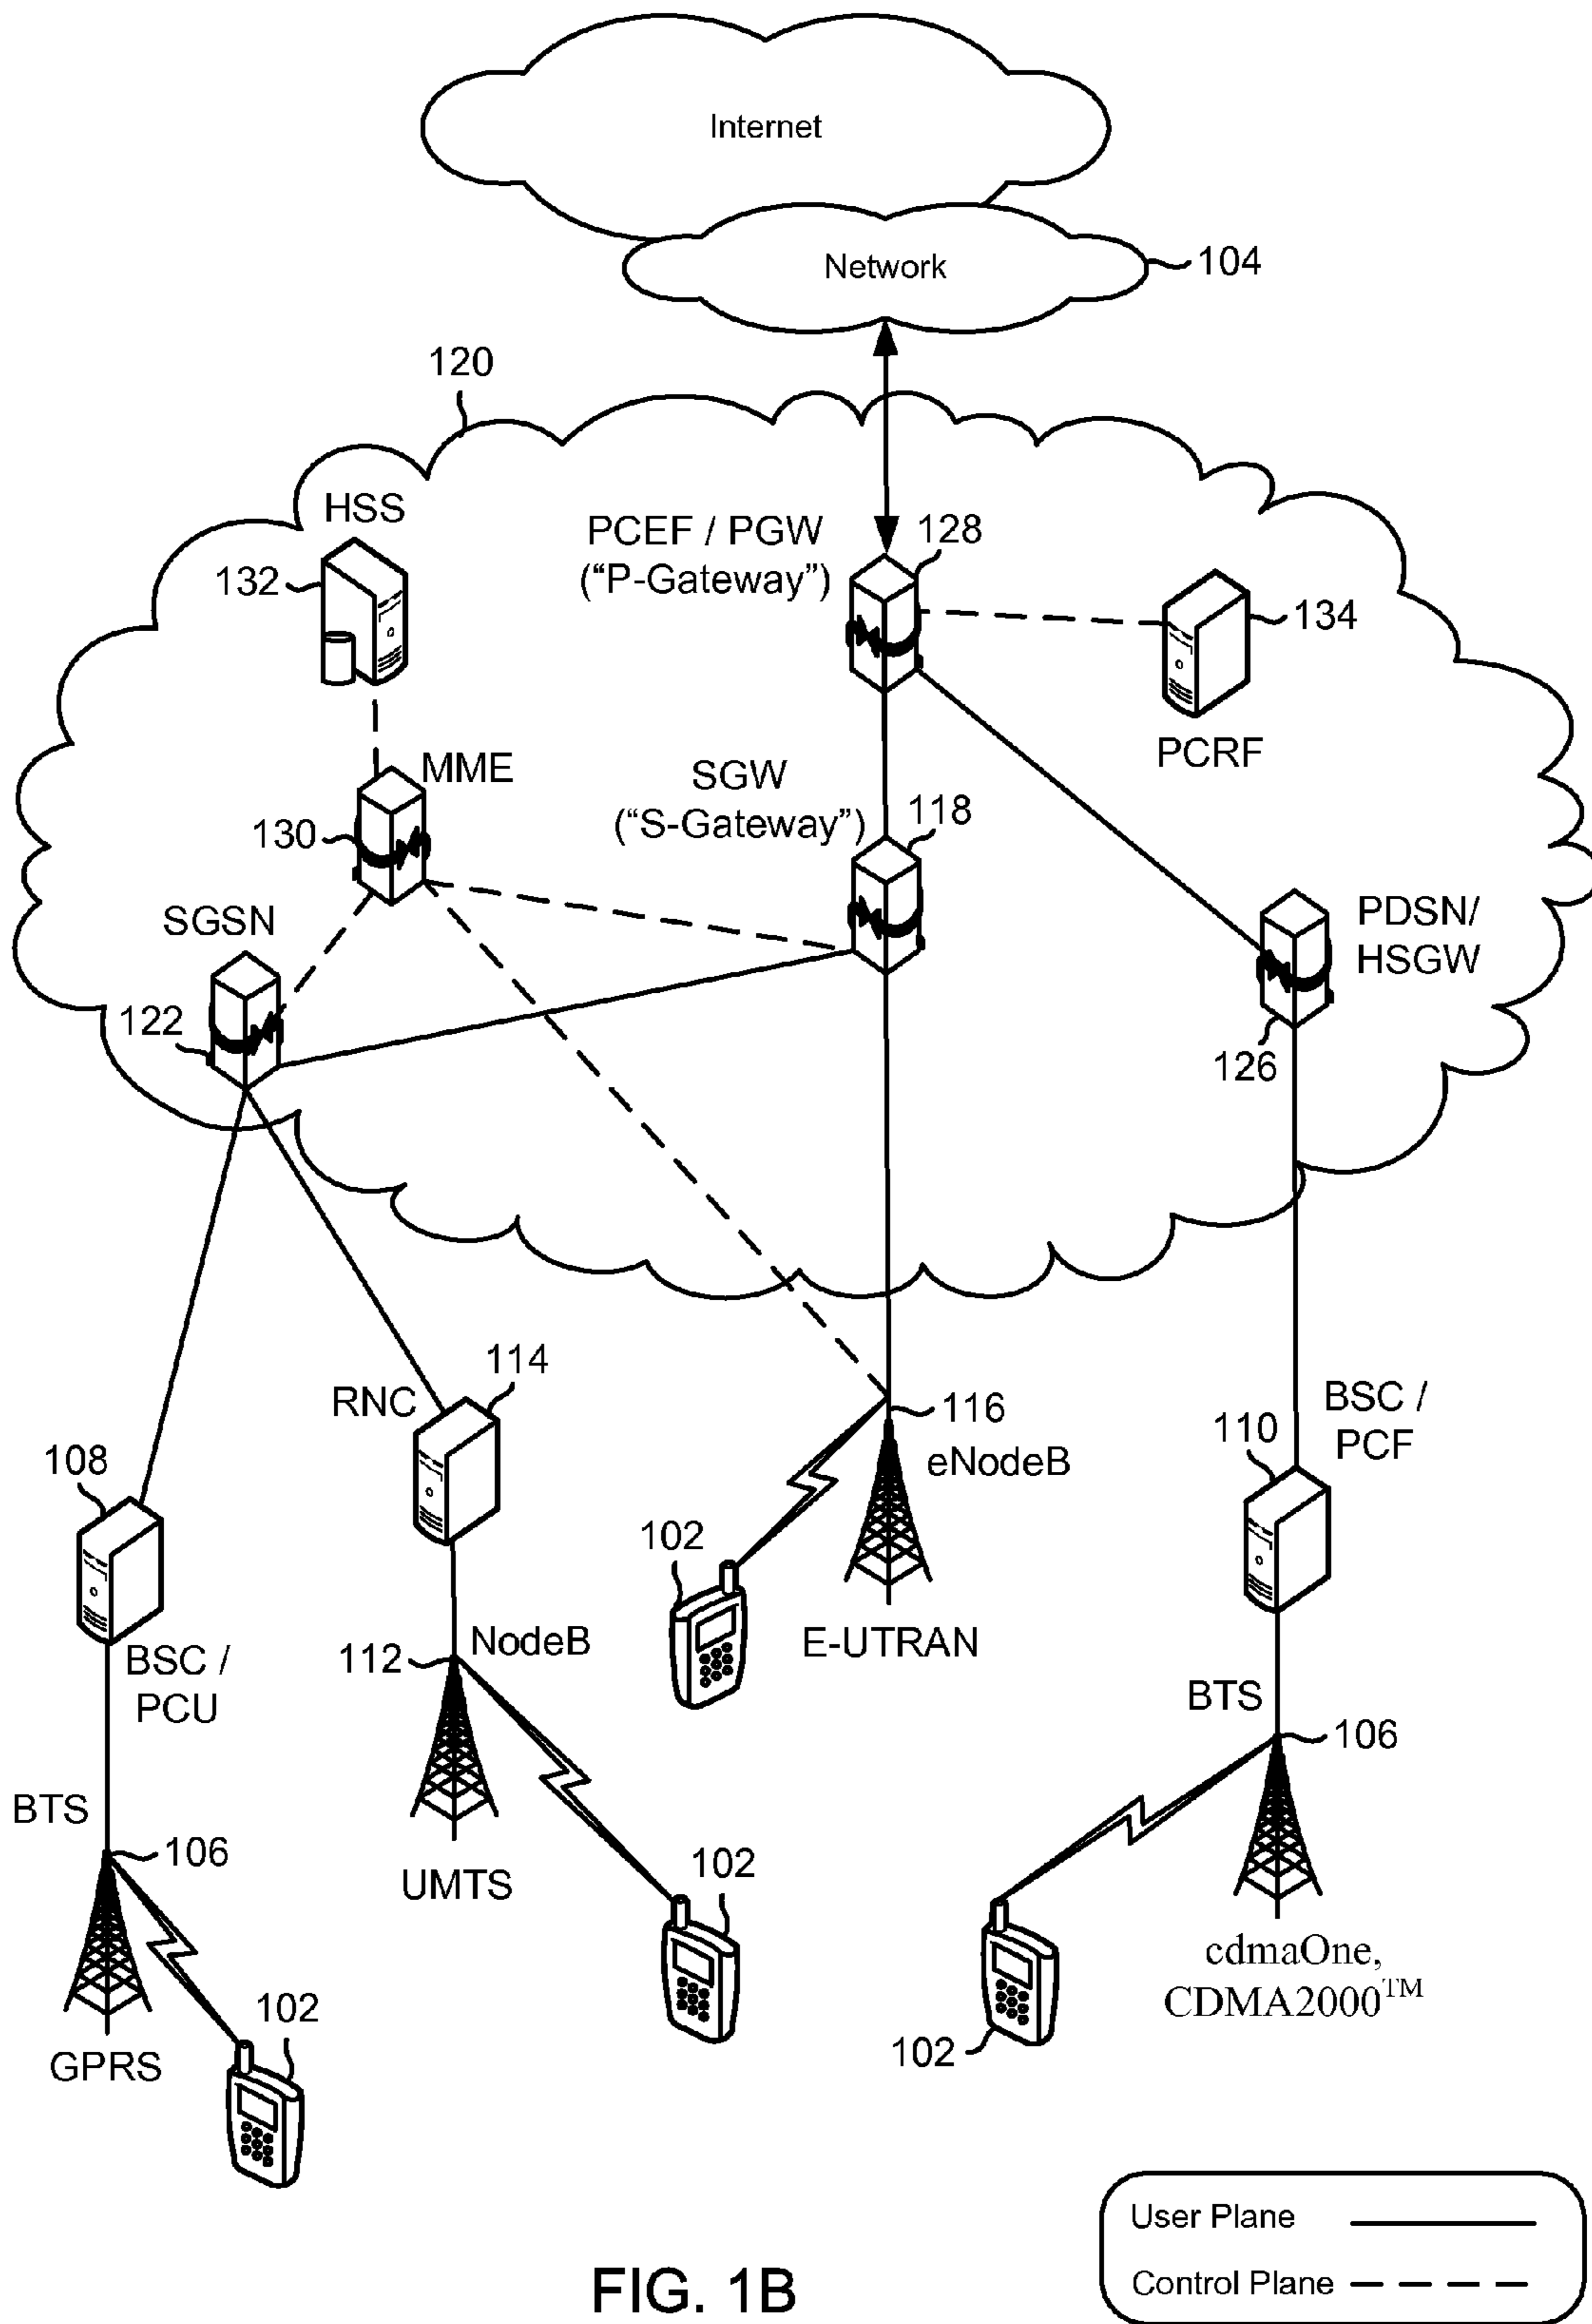 Internet
Network
104
120
HSS
132
PCEF / PGW
(“P-Gateway”)
128
134
PCRF
MME
130
SGW
(“S-Gateway”)
118
SGSN
122
PDSN/
HSGW
126
114
RNC
116
eNodeB
BSC /
PCF
110
108
102
E-UTRAN
BSC /
PCU
112
NodeB
BTS
106
BTS
106
UMTS
102
cdmaOne,
CDMA2000™
102
102
GPRS
User Plane
Control Plane
FIG. 1B